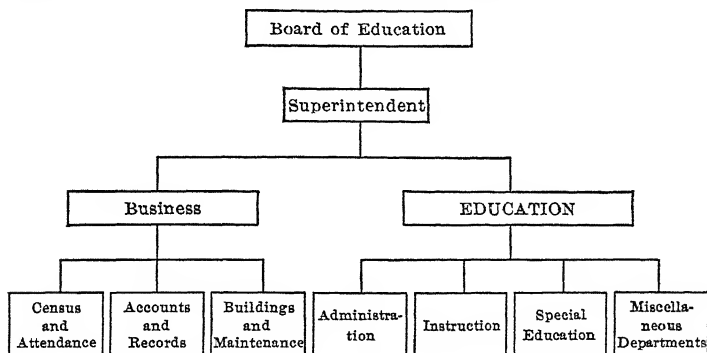 Board of Education
Superintendent
Business
EDUCATION
Census
and
Attendance
Accounts
and
Records
Buildings
and
Maintenance
Administra-
tion
Instruction
Special
Education
Miscella-
neous
Departments